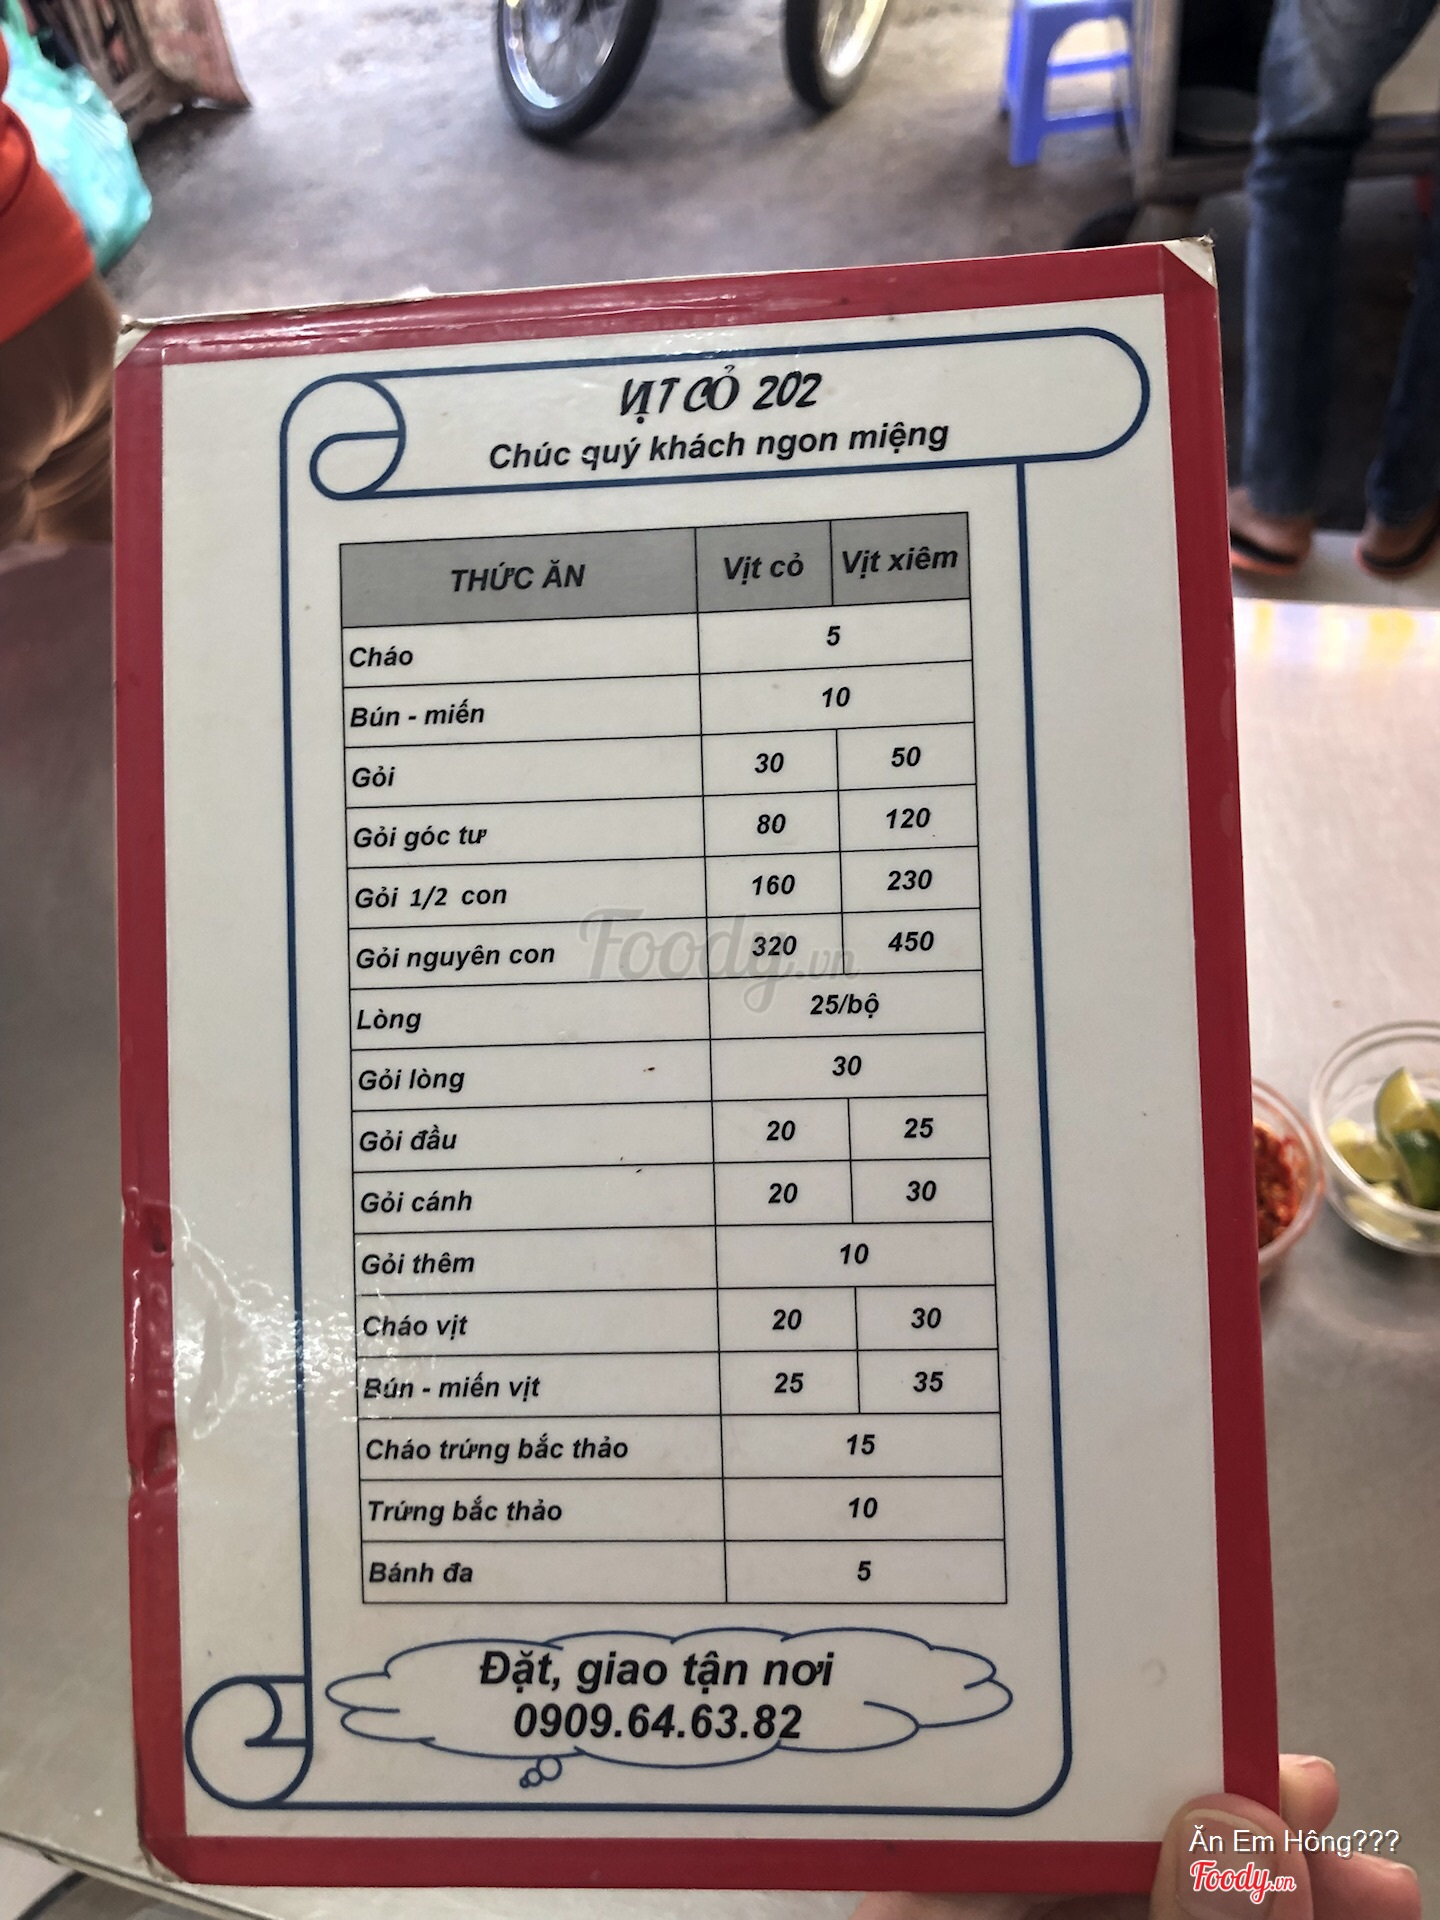 VỊT CỎ 202
Chúc quý khách ngon miệng
THỨC ĂN Vịt cỏ Vịt xiêm
Cháo 5
Bún - miến 10
Gỏi 30 50
Gỏi góc tư 80 120
Gỏi 1/2 con 160 230
Gỏi nguyên con 320 450
Lòng 25/bộ
Gỏi lòng 30
Gỏi đầu 20 25
Gỏi cánh 20 30
Gỏi thêm 10
Cháo vịt 20 30
Bún - miến vịt 25 35
Cháo trứng bắc thảo 15
Trứng bắc thảo 10
Bánh đa 5
Đặt, giao tận nơi
0909.64.63.82
Foody.vn
Ăn Em Hông???
Foody.vn